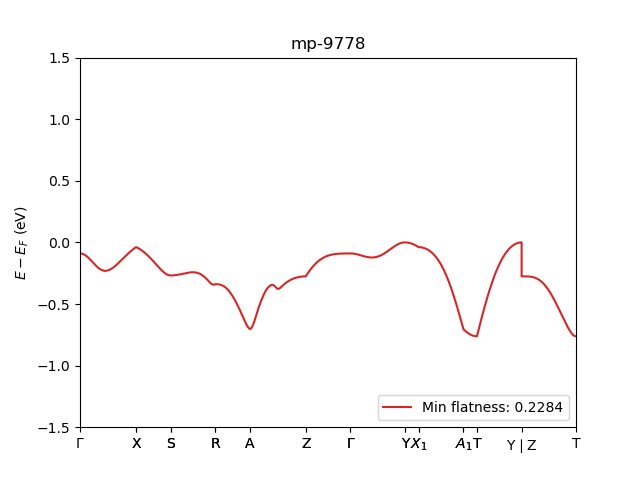 mp-9778
E − E_F (eV)
1.5
1.0
0.5
0.0
−0.5
−1.0
−1.5
Min flatness: 0.2284
Γ X S R A Z Γ Y X₁ A₁ T Y | Z T